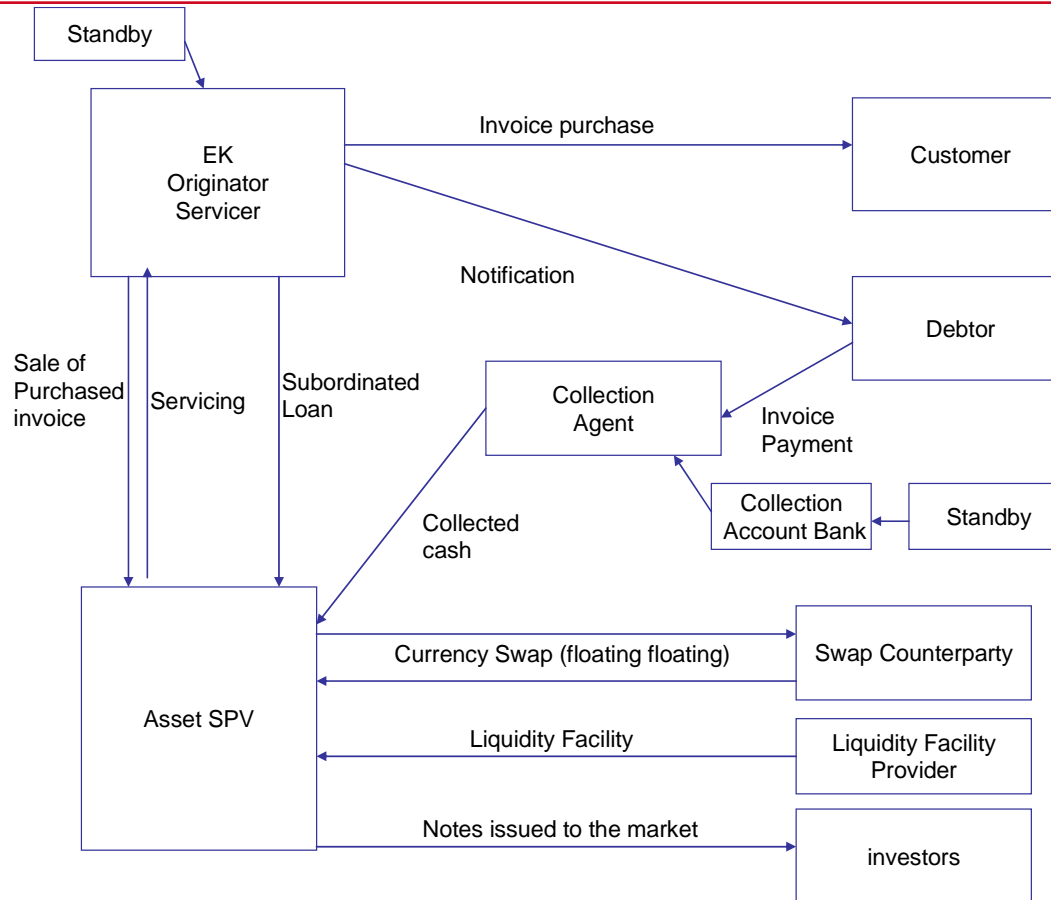 Standby
EK
Originator
Servicer
Invoice purchase
Customer
Notification
Debtor
Sale of
Purchased
invoice
Servicing
Subordinated
Loan
Collection
Agent
Invoice
Payment
Collection
Account Bank
Standby
Collected
cash
Currency Swap (floating floating)
Swap Counterparty
Asset SPV
Liquidity Facility
Liquidity Facility
Provider
Notes issued to the market
investors